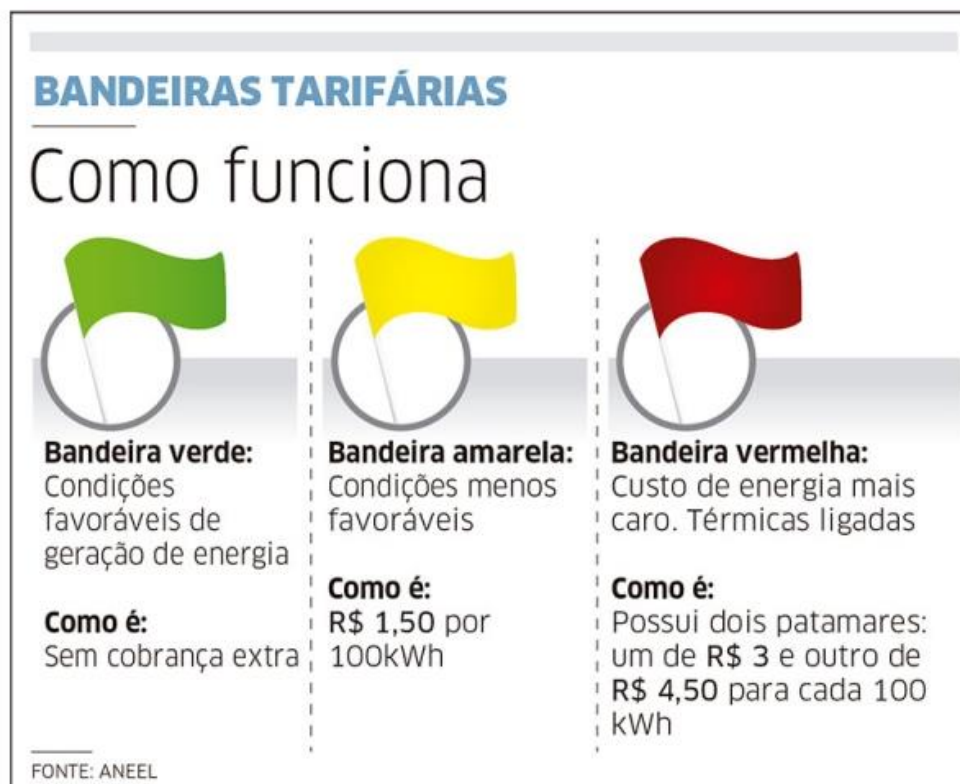 BANDEIRAS TARIFÁRIAS
Como funciona
Bandeira verde:
Condições
favoráveis de
geração de energia
Como é:
Sem cobrança extra
Bandeira amarela:
Condições menos
favoráveis
Como é:
R$ 1,50 por
100kWh
Bandeira vermelha:
Custo de energia mais
caro. Térmicas ligadas
Como é:
Possui dois patamares:
um de R$ 3 e outro de
R$ 4,50 para cada 100
kWh
FONTE: ANEEL